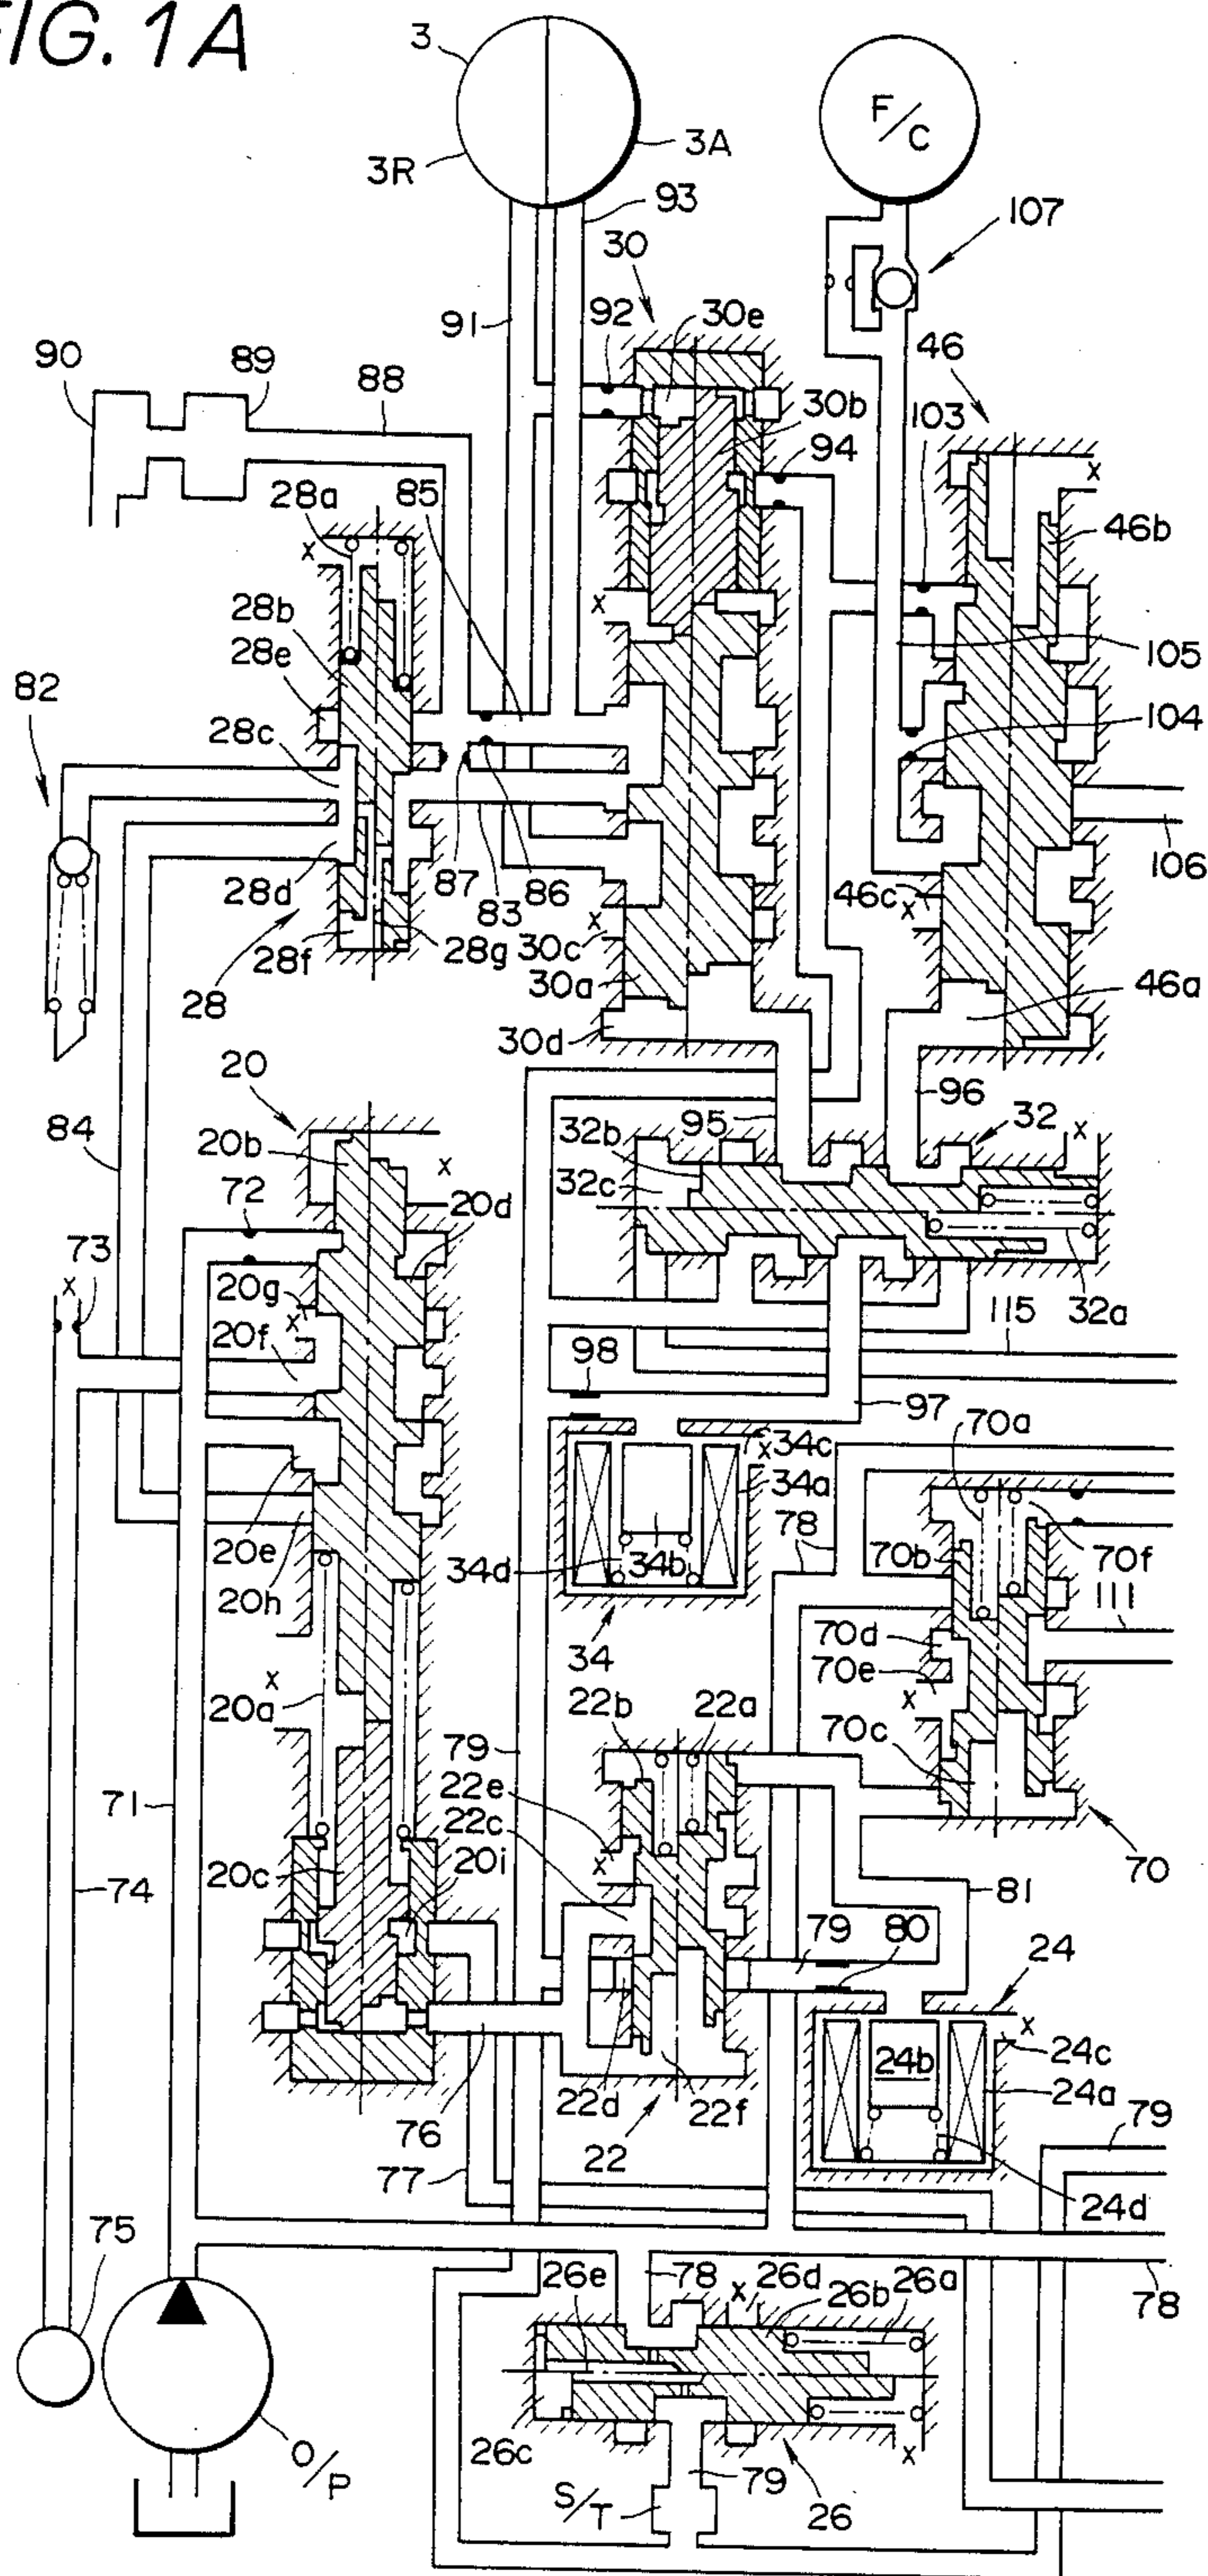 FIG. 1A
3
3R
3A
F/C
93
107
30
91
92
30e
46
90
89
88
30b
103
94
28a
85
46b
x
x
28b
28e
x
105
82
28c
104
106
28d
87
83
86
46c
x
28f
28g
30c
x
28
30a
46a
30d
20
96
84
20b
x
95
32b
32
x
72
20d
32c
73
x
20g
x
32a
20f
115
98
97
70a
34c
x
34a
78
20e
34d
34b
70b
70f
20h
111
34
70d
x
70e
20a
22b
22a
x
79
70c
22e
71
22c
x
20c
20i
70
74
81
79
80
24
x
24b
24c
22d
22f
24a
76
22
79
77
24d
75
26e
78
x
26d
26b
26a
78
26c
x
O/P
79
S/T
26